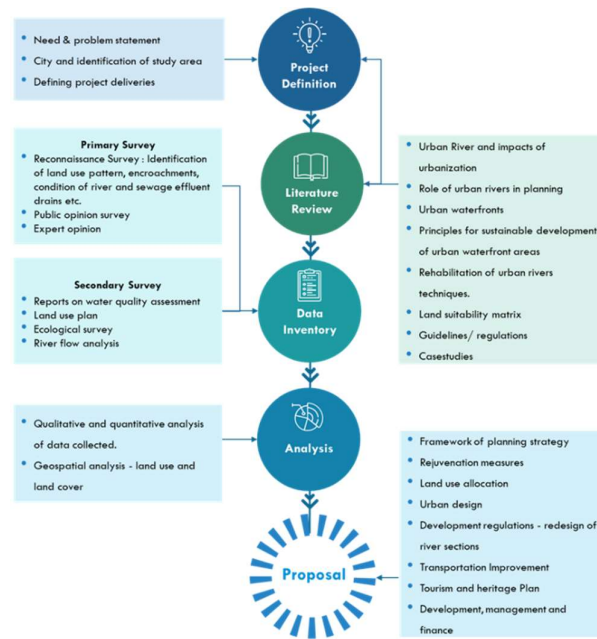 Need & problem statement
City and identification of study area
Defining project deliveries
Project
Definition
Primary Survey
Reconnaissance Survey : Identification
of land use pattern, encroachments,
condition of river and sewage effluent
drains etc.
Public opinion survey
Expert opinion
Literature
Review
Urban River and impacts of
urbanization
Role of urban rivers in planning
Urban waterfronts
Principles for sustainable development
of urban waterfront areas
Rehabilitation of urban rivers
techniques.
Land suitability matrix
Guidelines/ regulations
Casestudies
Secondary Survey
Reports on water quality assessment
Land use plan
Ecological survey
River flow analysis
Data
Inventory
Qualitative and quantitative analysis
of data collected.
Geospatial analysis - land use and
land cover
Analysis
Framework of planning strategy
Rejuvenation measures
Land use allocation
Urban design
Development regulations - redesign of
river sections
Transportation Improvement
Tourism and heritage Plan
Development, management and
finance
Proposal